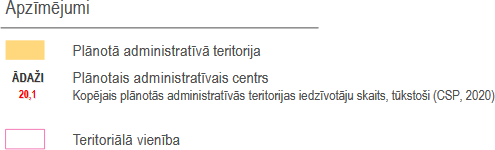 Apzīmējumi
Plānotā administratīvā teritorija
ĀDAŽI Plānotais administratīvais centrs
20,1 Kopējais plānotās administratīvās teritorijas iedzīvotāju skaits, tūkstoši (CSP, 2020)
Teritoriālā vienība